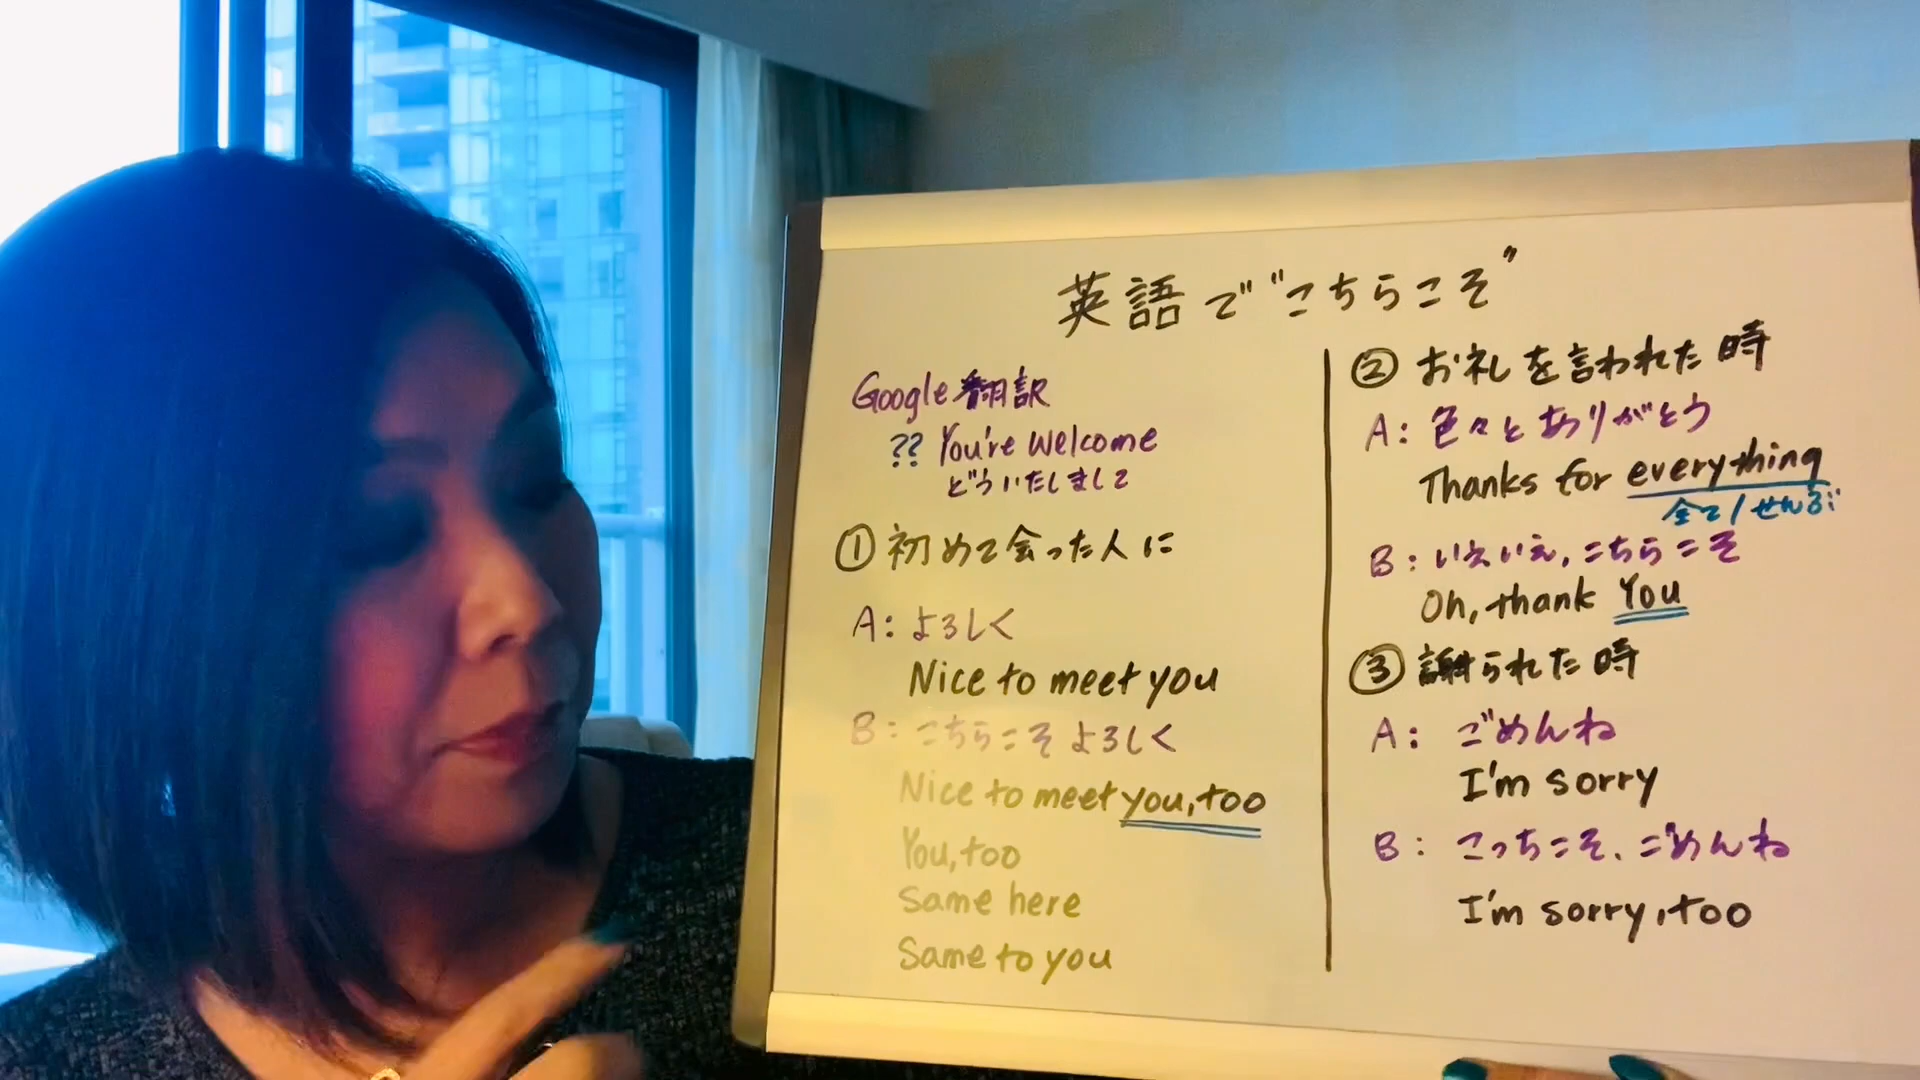 英語で"こちらこそ"
Google翻訳
?? You're welcome
どういたしまして
① 初めて会った人に
A: よろしく
Nice to meet you
B: こちらこそよろしく
Nice to meet you, too
You, too
Same here
Same to you
② お礼を言われた時
A: 色々とありがとう
Thanks for everything
全て/ぜんぶ
B: いえいえ, こちらこそ
Oh, thank You
③ 謝られた時
A: ごめんね
I'm sorry
B: こっちこそ、ごめんね
I'm sorry, too